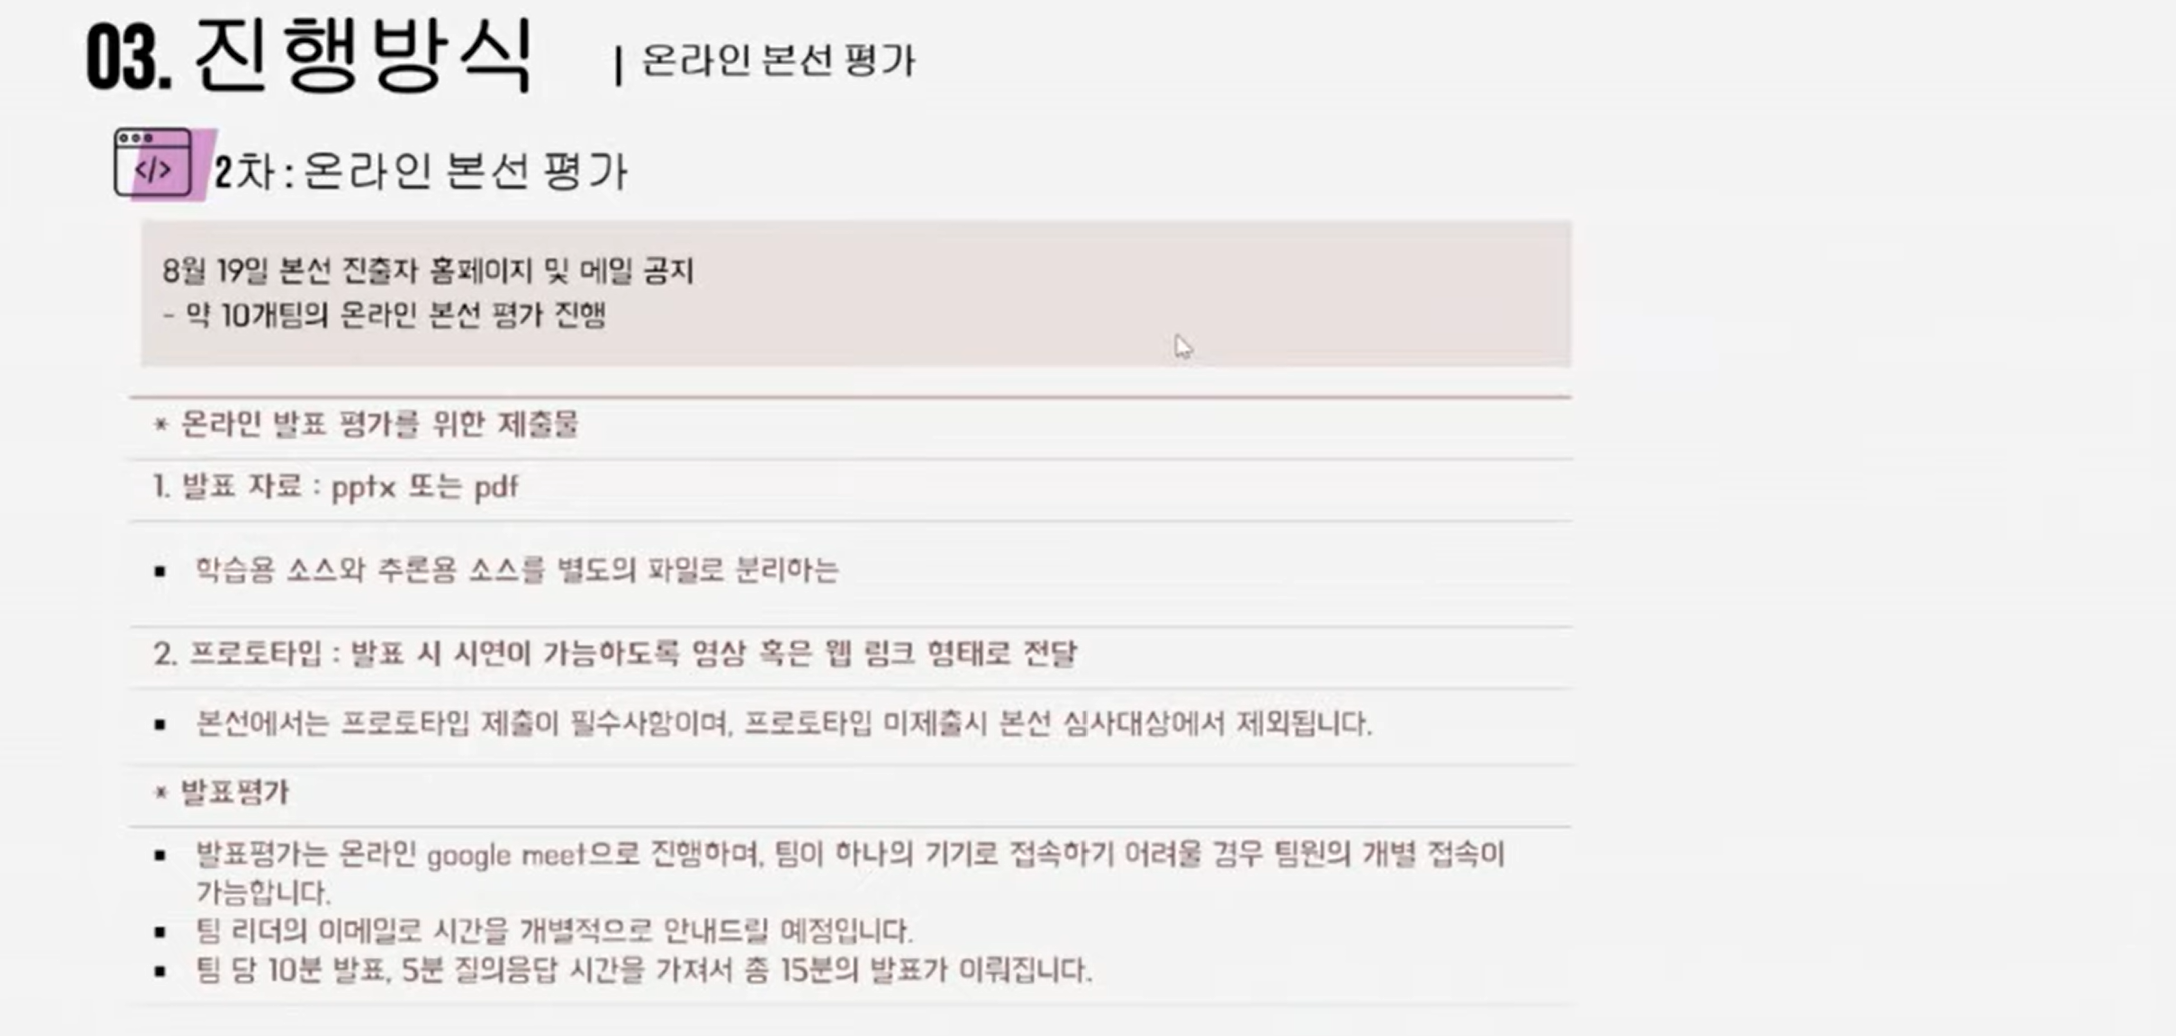 03. 진행방식 | 온라인 본선 평가
</> 2차 : 온라인 본선 평가
8월 19일 본선 진출자 홈페이지 및 메일 공지
- 약 10개팀의 온라인 본선 평가 진행
* 온라인 발표 평가를 위한 제출물
1. 발표 자료 : pptx 또는 pdf
▪ 학습용 소스와 추론용 소스를 별도의 파일로 분리하는
2. 프로토타입 : 발표 시 시연이 가능하도록 영상 혹은 웹 링크 형태로 전달
▪ 본선에서는 프로토타입 제출이 필수사항이며, 프로토타입 미제출시 본선 심사대상에서 제외됩니다.
* 발표평가
▪ 발표평가는 온라인 google meet으로 진행하며, 팀이 하나의 기기로 접속하기 어려울 경우 팀원의 개별 접속이
가능합니다.
▪ 팀 리더의 이메일로 시간을 개별적으로 안내드릴 예정입니다.
▪ 팀 당 10분 발표, 5분 질의응답 시간을 가져서 총 15분의 발표가 이뤄집니다.